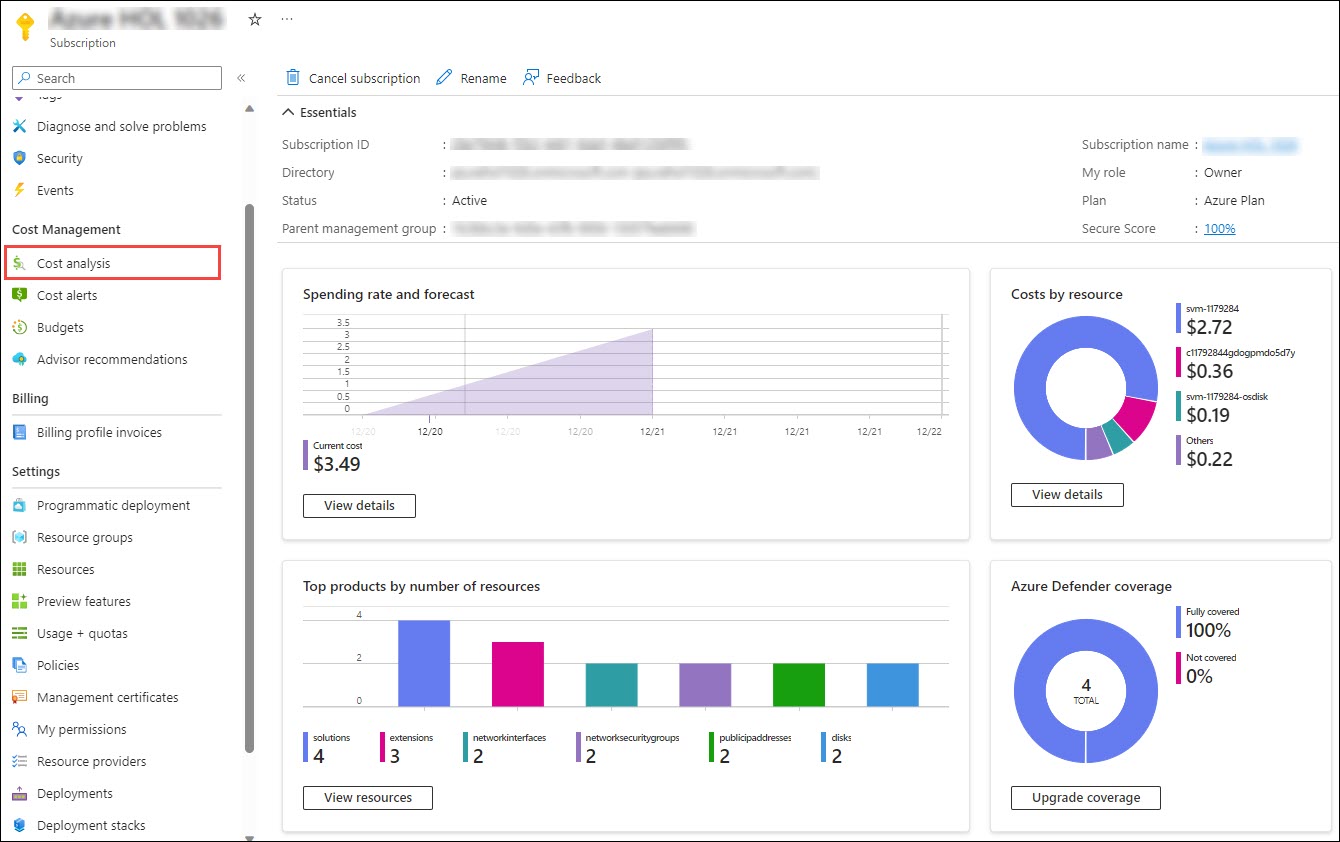 Subscription
Search
«
Diagnose and solve problems
Security
Events
Cost Management
Cost analysis
Cost alerts
Budgets
Advisor recommendations
Billing
Billing profile invoices
Settings
Programmatic deployment
Resource groups
Resources
Preview features
Usage + quotas
Policies
Management certificates
My permissions
Resource providers
Deployments
Deployment stacks
Cancel subscription Rename Feedback
Essentials
Subscription ID :
Directory :
Status : Active
Parent management group :
Subscription name :
My role : Owner
Plan : Azure Plan
Secure Score : 100%
Spending rate and forecast
3.5
3
2.5
2
1.5
1
0.5
0
12/20 12/20 12/20 12/20 12/21 12/21 12/21 12/21 12/22
Current cost
$3.49
View details
Costs by resource
svm-1179284
$2.72
c11792844gdogpmdo5d7y
$0.36
svm-1179284-osdisk
$0.19
Others
$0.22
View details
Top products by number of resources
4
2
0
solutions
4
extensions
3
networkinterfaces
2
networksecuritygroups
2
publicipaddresses
2
disks
2
View resources
Azure Defender coverage
4
TOTAL
Fully covered
100%
Not covered
0%
Upgrade coverage